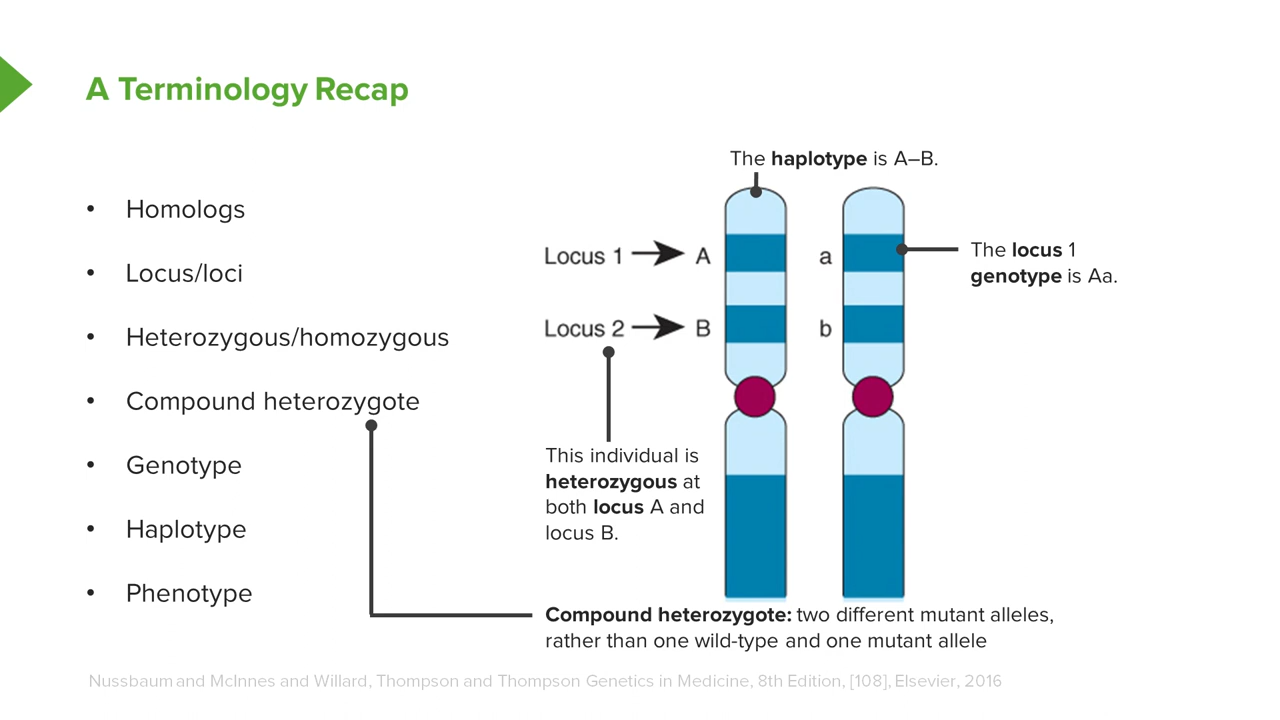 A Terminology Recap
• Homologs
• Locus/loci
• Heterozygous/homozygous
• Compound heterozygote
• Genotype
• Haplotype
• Phenotype
The haplotype is A–B.
Locus 1 A a
The locus 1
genotype is Aa.
Locus 2 B b
This individual is
heterozygous at
both locus A and
locus B.
Compound heterozygote: two different mutant alleles,
rather than one wild-type and one mutant allele
Nussbaum and McInnes and Willard, Thompson and Thompson Genetics in Medicine, 8th Edition, [108], Elsevier, 2016